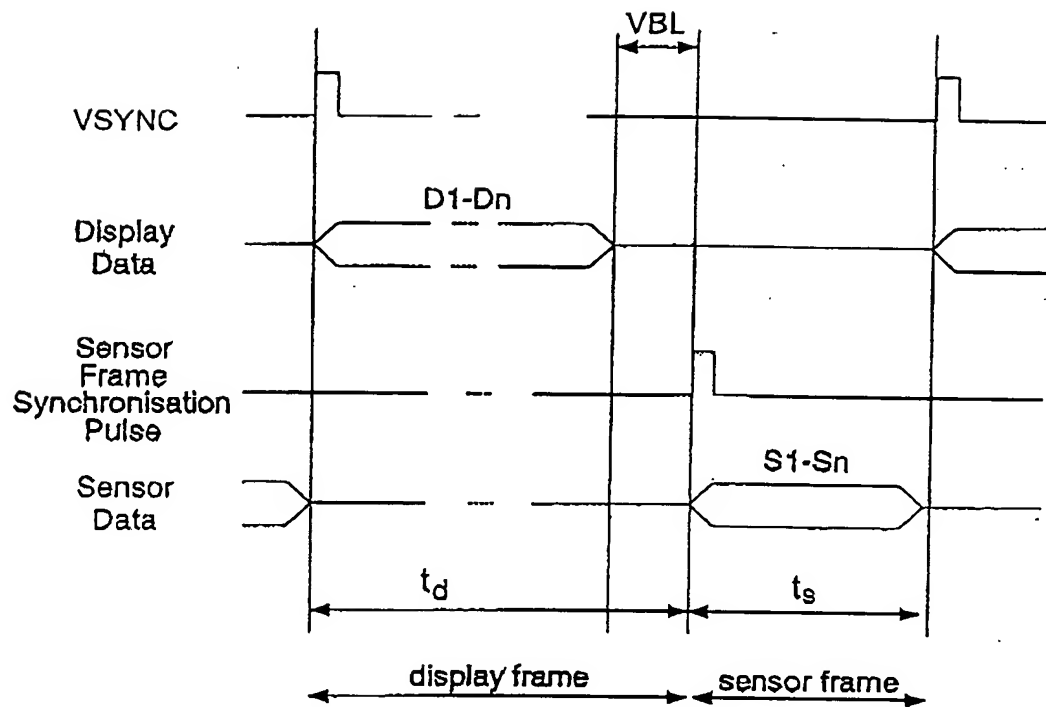 VBL
VSYNC
D1-Dn
Display
Data
Sensor
Frame
Synchronisation
Pulse
S1-Sn
Sensor
Data
td
ts
display frame
sensor frame